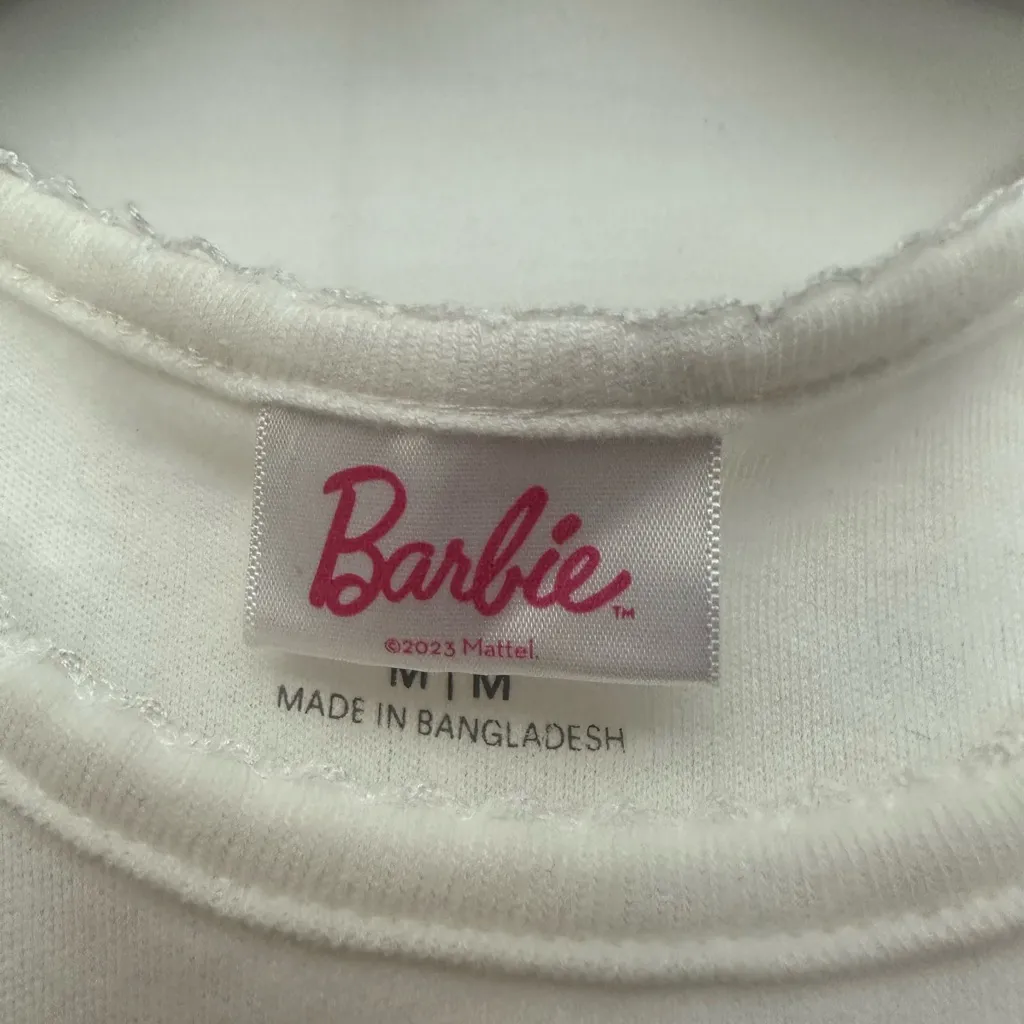 Barbie™
©2023 Mattel.
M | M
MADE IN BANGLADESH